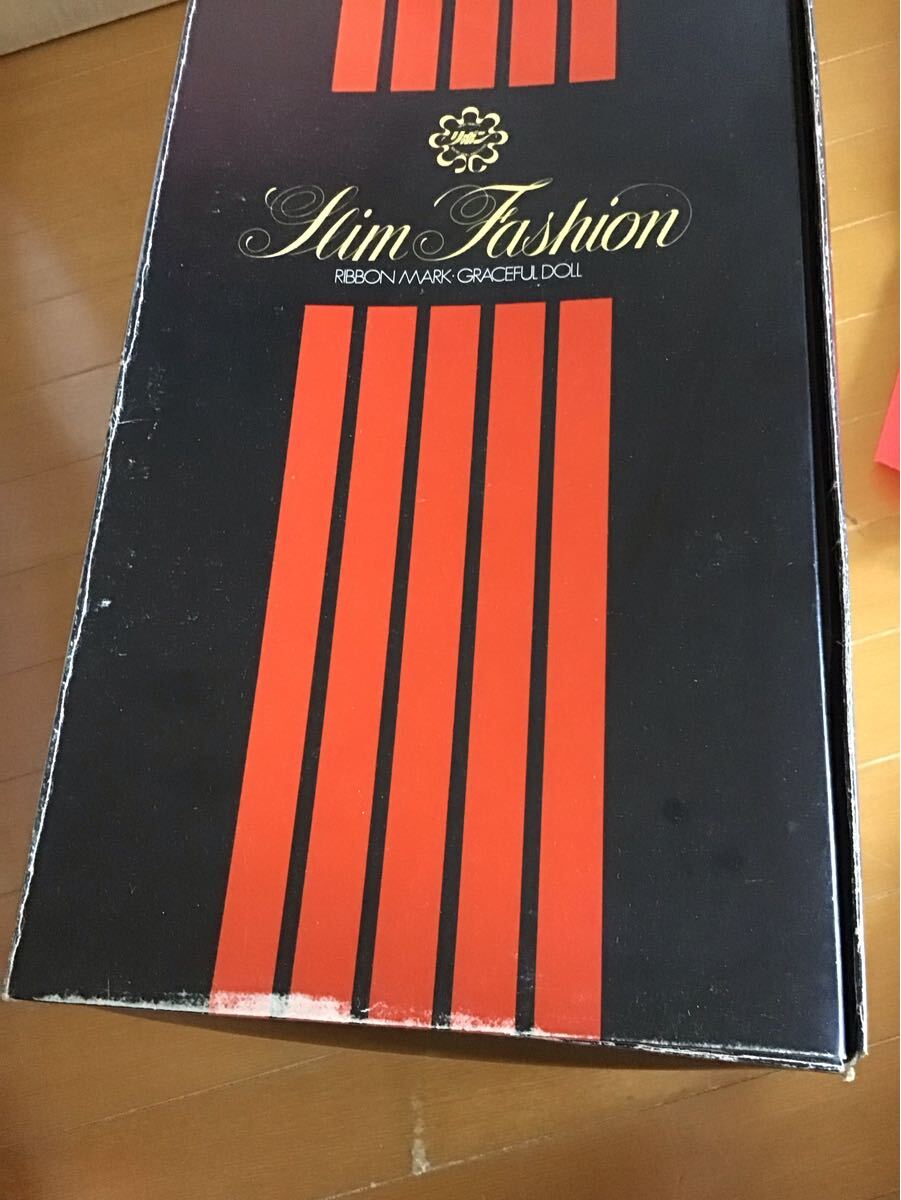 リボン
Slim Fashion
RIBBON MARK·GRACEFUL DOLL